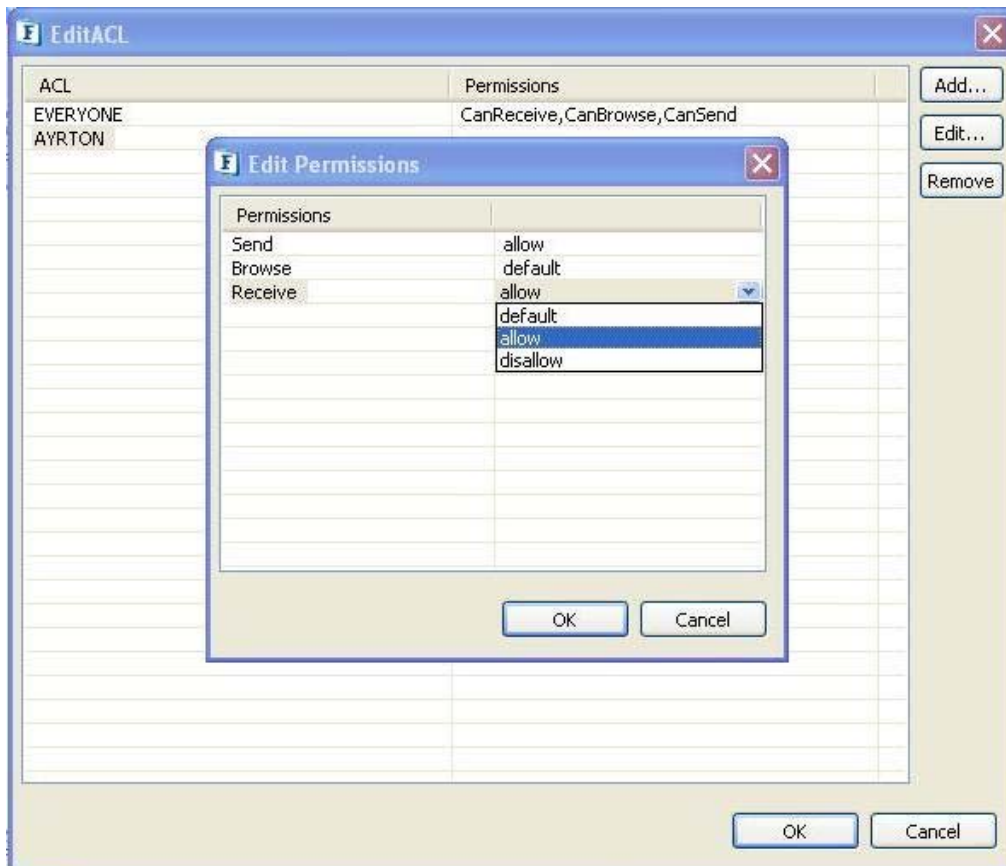 EditACL
ACL Permissions Add...
EVERYONE CanReceive,CanBrowse,CanSend
AYRTON Edit...
Remove
Edit Permissions
Permissions
Send allow
Browse default
Receive allow
default
allow
disallow
OK Cancel
OK Cancel